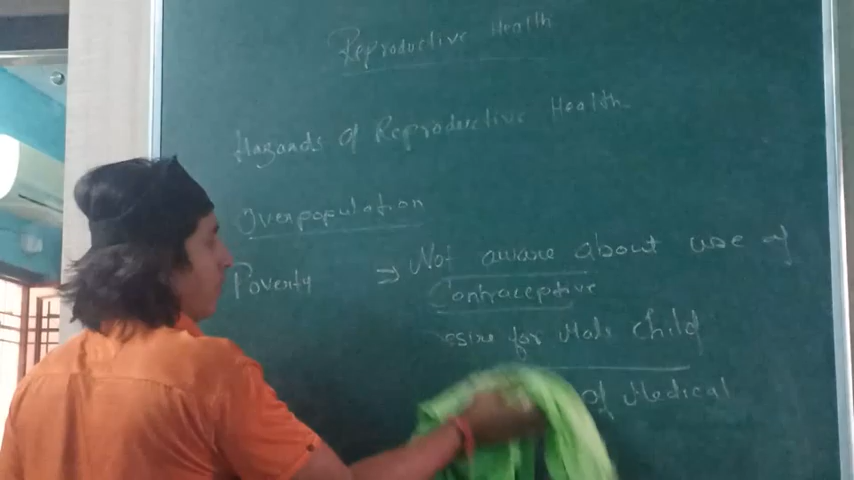 Reproductive Health
Hazards of Reproductive Health
Overpopulation
Poverty → Not aware about use of
Contraceptive
esire for Male Child
of Medical